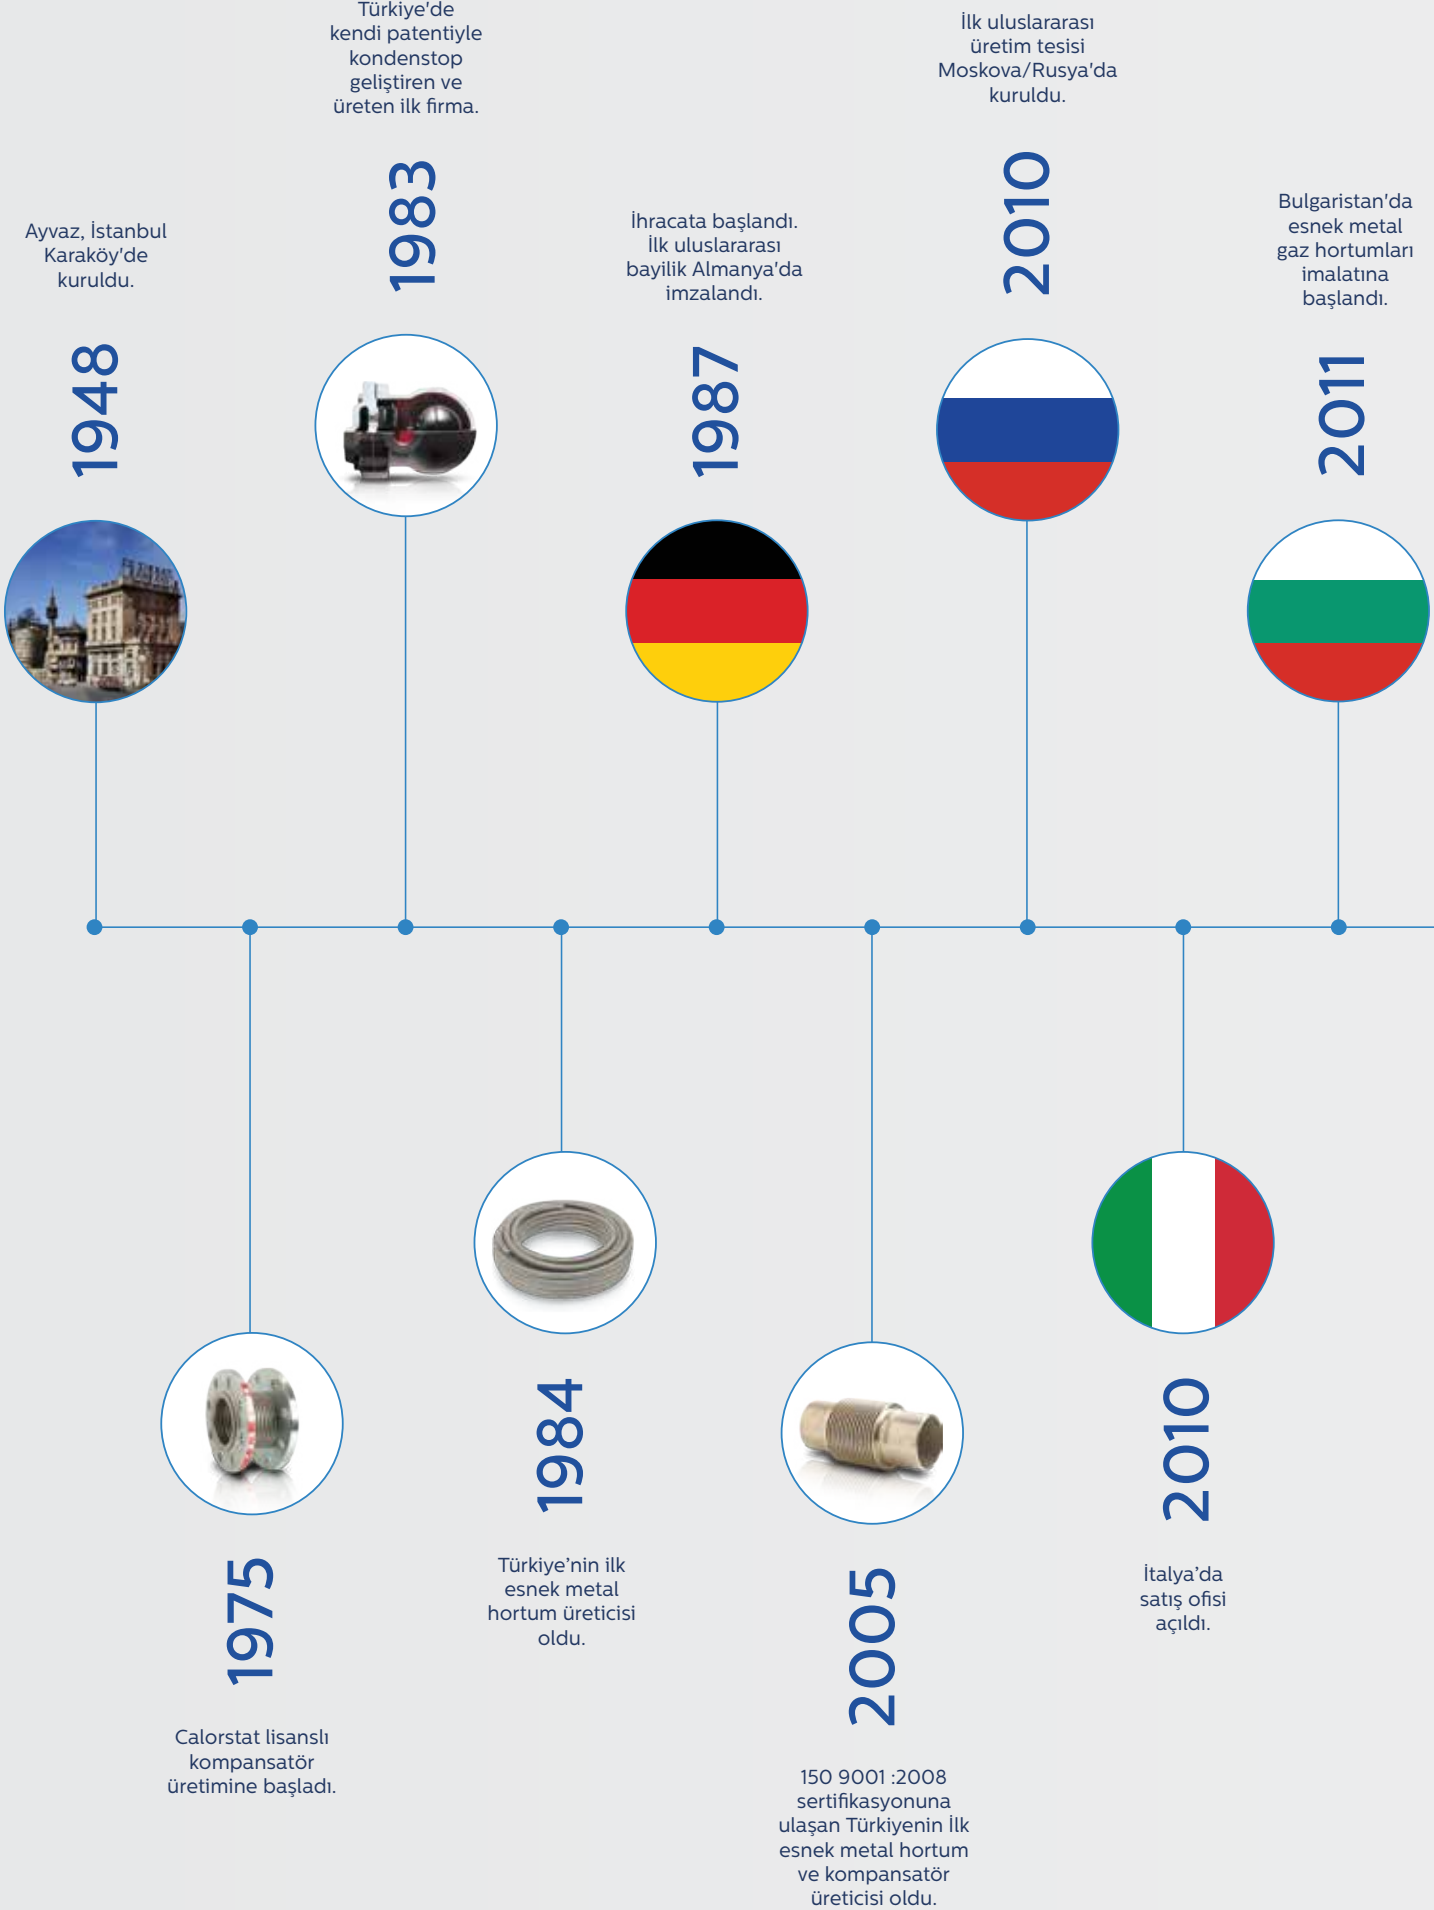 Ayvaz, İstanbul
Karaköy'de
kuruldu.
1948
1975
Calorstat lisanslı
kompansatör
üretimine başladı.
Türkiye'de
kendi patentiyle
kondenstop
geliştiren ve
üreten ilk firma.
1983
1984
Türkiye’nin ilk
esnek metal
hortum üreticisi
oldu.
İhracata başlandı.
İlk uluslararası
bayilik Almanya'da
imzalandı.
1987
2005
150 9001 :2008
sertifikasyonuna
ulaşan Türkiyenin İlk
esnek metal hortum
ve kompansatör
üreticisi oldu.
İlk uluslararası
üretim tesisi
Moskova/Rusya'da
kuruldu.
2010
2010
İtalya’da
satış ofisi
açıldı.
Bulgaristan'da
esnek metal
gaz hortumları
imalatına
başlandı.
2011